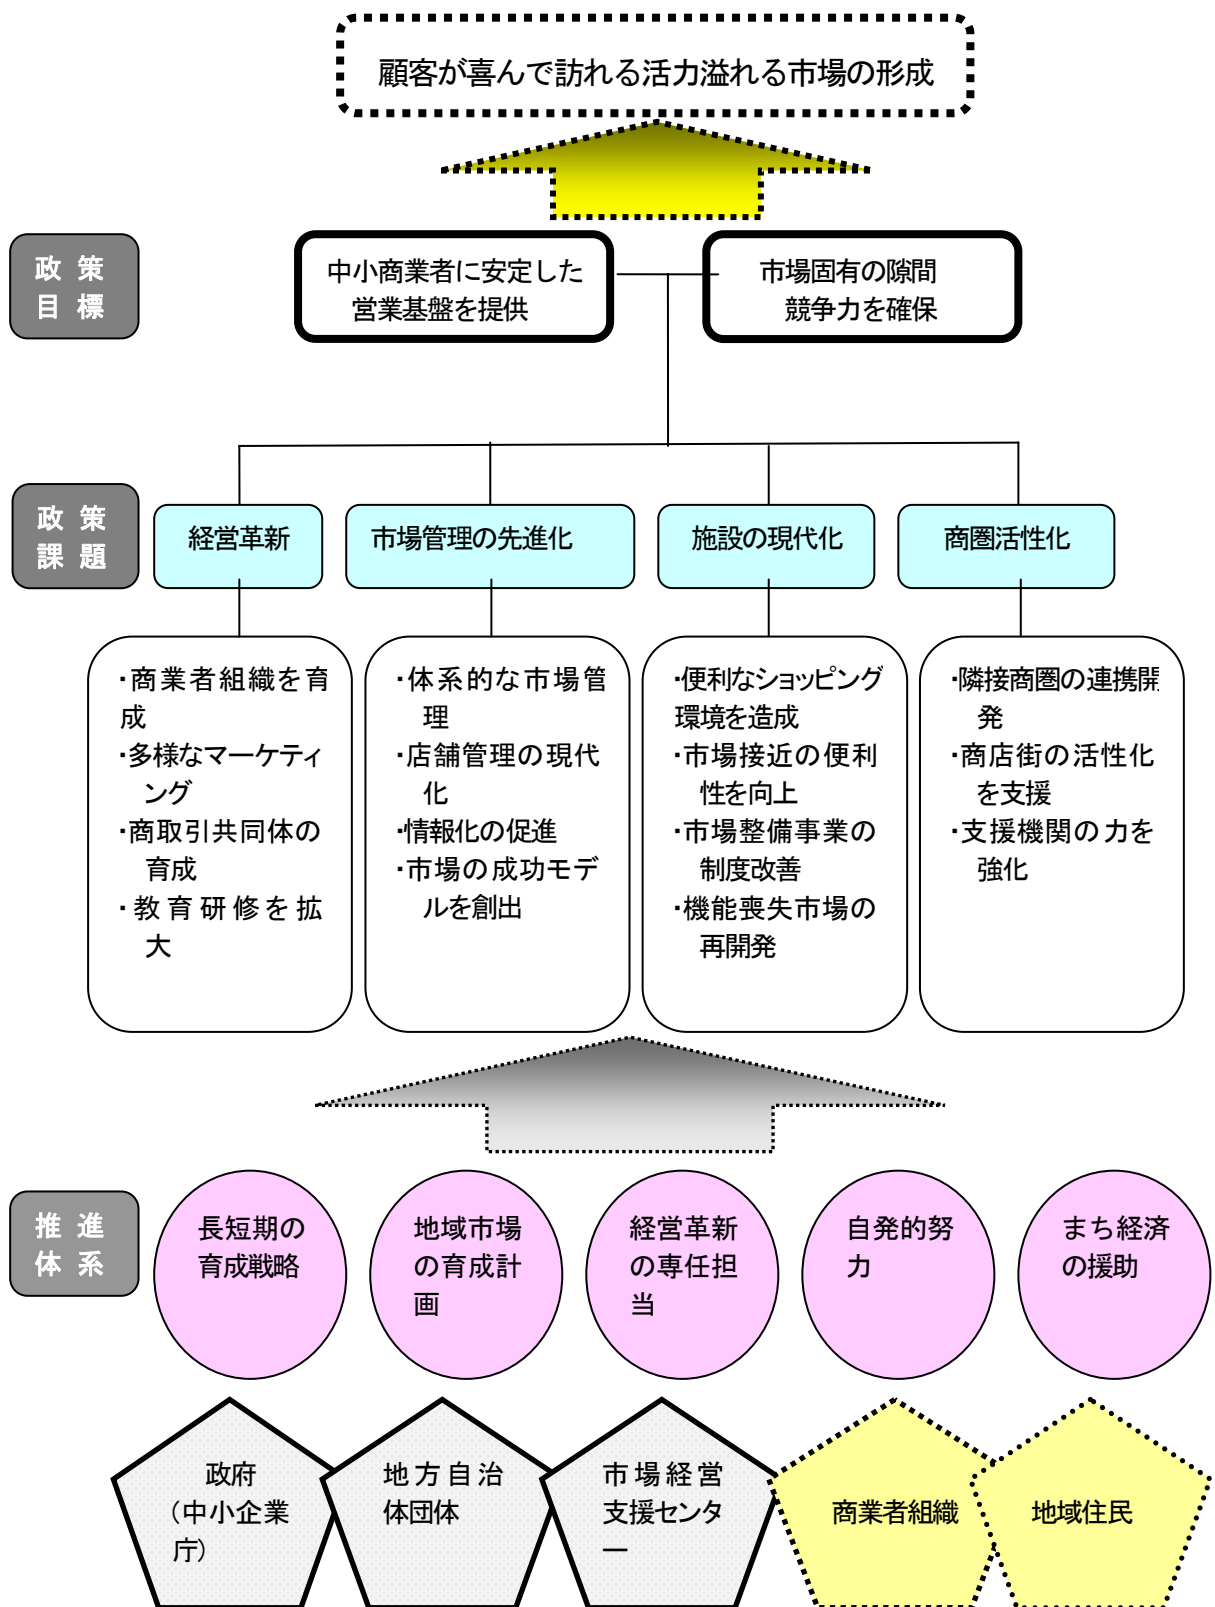 顧客が喜んで訪れる活力溢れる市場の形成
政策
目標
中小商業者に安定した
営業基盤を提供
市場固有の隙間
競争力を確保
政策
課題
経営革新
市場管理の先進化
施設の現代化
商圏活性化
・商業者組織を育
成
・多様なマーケティ
ング
・商取引共同体の
育成
・教育研修を拡
大
・体系的な市場管
理
・店舗管理の現代
化
・情報化の促進
・市場の成功モデ
ルを創出
・便利なショッピング
環境を造成
・市場接近の便利
性を向上
・市場整備事業の
制度改善
・機能喪失市場の
再開発
・隣接商圏の連携開
発
・商店街の活性化
を支援
・支援機関の力を
強化
推進
体系
長短期の
育成戦略
地域市場
の育成計
画
経営革新
の専任担
当
自発的努
力
まち経済
の援助
政府
（中小企業
庁）
地方自治
体団体
市場経営
支援センタ
ー
商業者組織
地域住民